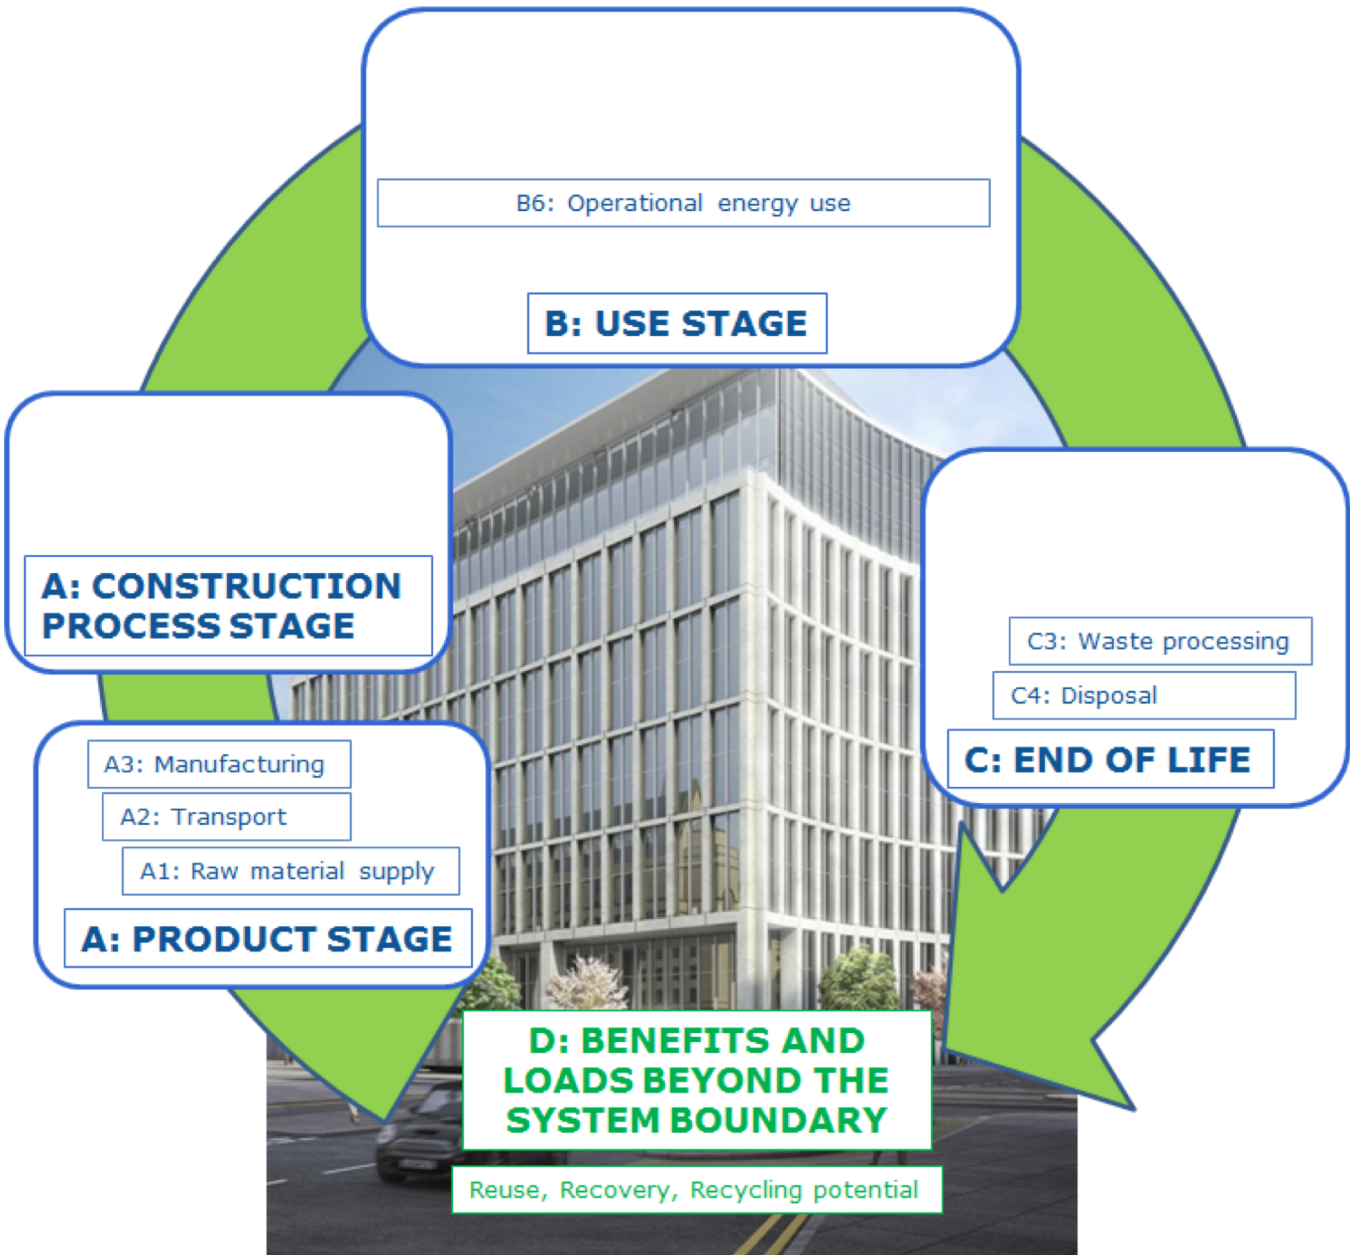 B6: Operational energy use
B: USE STAGE
A: CONSTRUCTION
PROCESS STAGE
C3: Waste processing
C4: Disposal
C: END OF LIFE
A3: Manufacturing
A2: Transport
A1: Raw material supply
A: PRODUCT STAGE
D: BENEFITS AND
LOADS BEYOND THE
SYSTEM BOUNDARY
Reuse, Recovery, Recycling potential